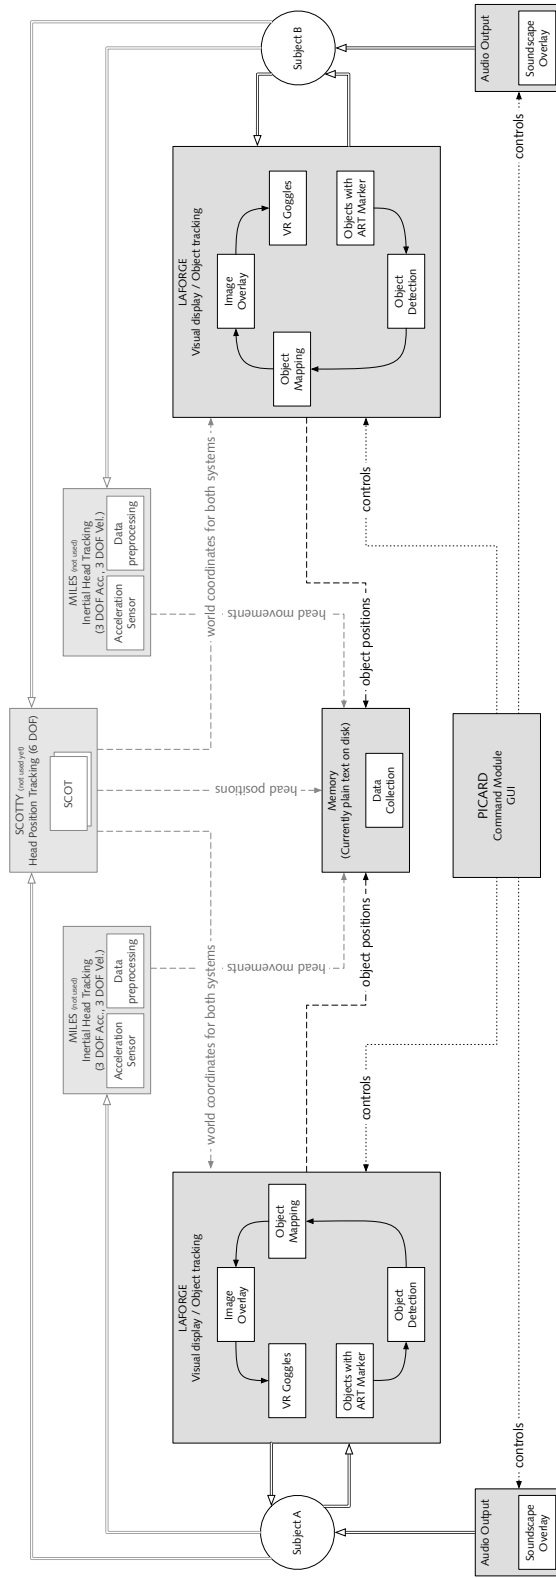 SCOTTY (not used yet)
Head Position Tracking (6 DOF)
SCOT
MILES (not used)
Inertial Head Tracking
(3 DOF Acc., 3 DOF Vel.)
Acceleration
Sensor
Data
preprocessing
MILES (not used)
Inertial Head Tracking
(3 DOF Acc., 3 DOF Vel.)
Acceleration
Sensor
Data
preprocessing
world coordinates for both systems
head movements
head positions
head movements
world coordinates for both systems
Subject A
LAFORGE
Visual display / Object tracking
VR Goggles
Image
Overlay
Object
Mapping
Objects with
ART Marker
Object
Detection
object positions
Memory
(Currently plain text on disk)
Data
Collection
object positions
LAFORGE
Visual display / Object tracking
Object
Mapping
Image
Overlay
VR Goggles
Object
Detection
Objects with
ART Marker
Subject B
controls
controls
PICARD
Command Module
GUI
Audio Output
Soundscape
Overlay
controls
controls
Audio Output
Soundscape
Overlay